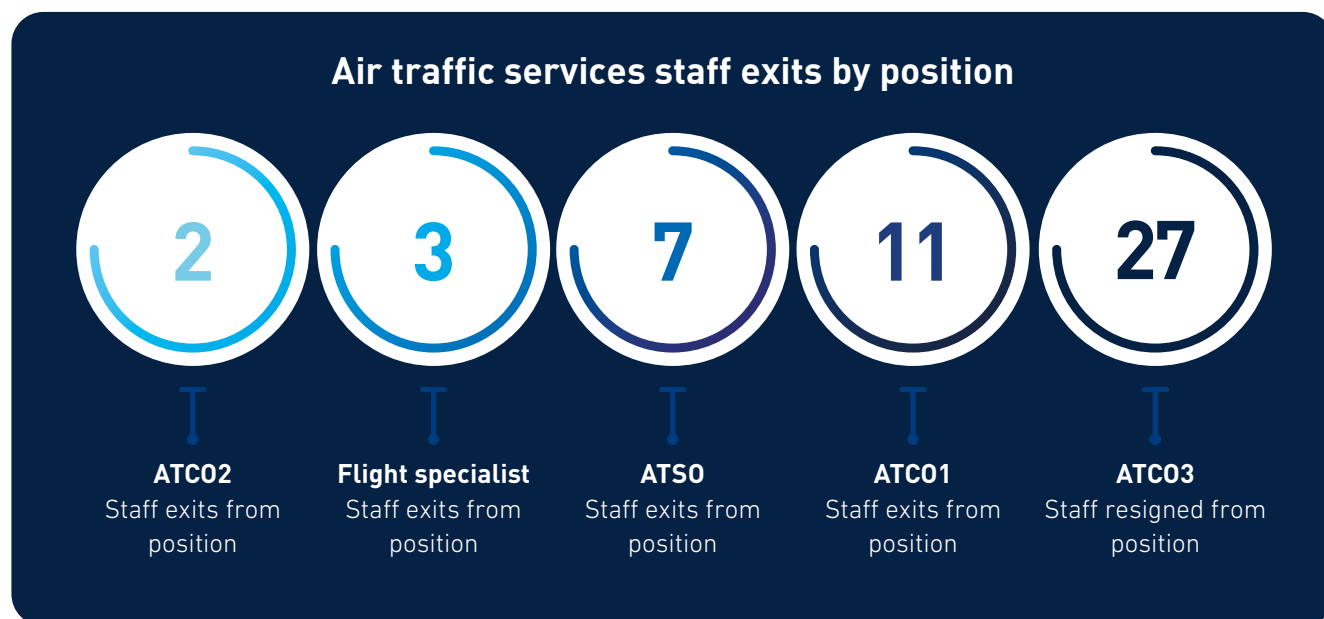 Air traffic services staff exits by position
2
3
7
11
27
ATCO2
Staff exits from
position
Flight specialist
Staff exits from
position
ATSO
Staff exits from
position
ATCO1
Staff exits from
position
ATCO3
Staff resigned from
position